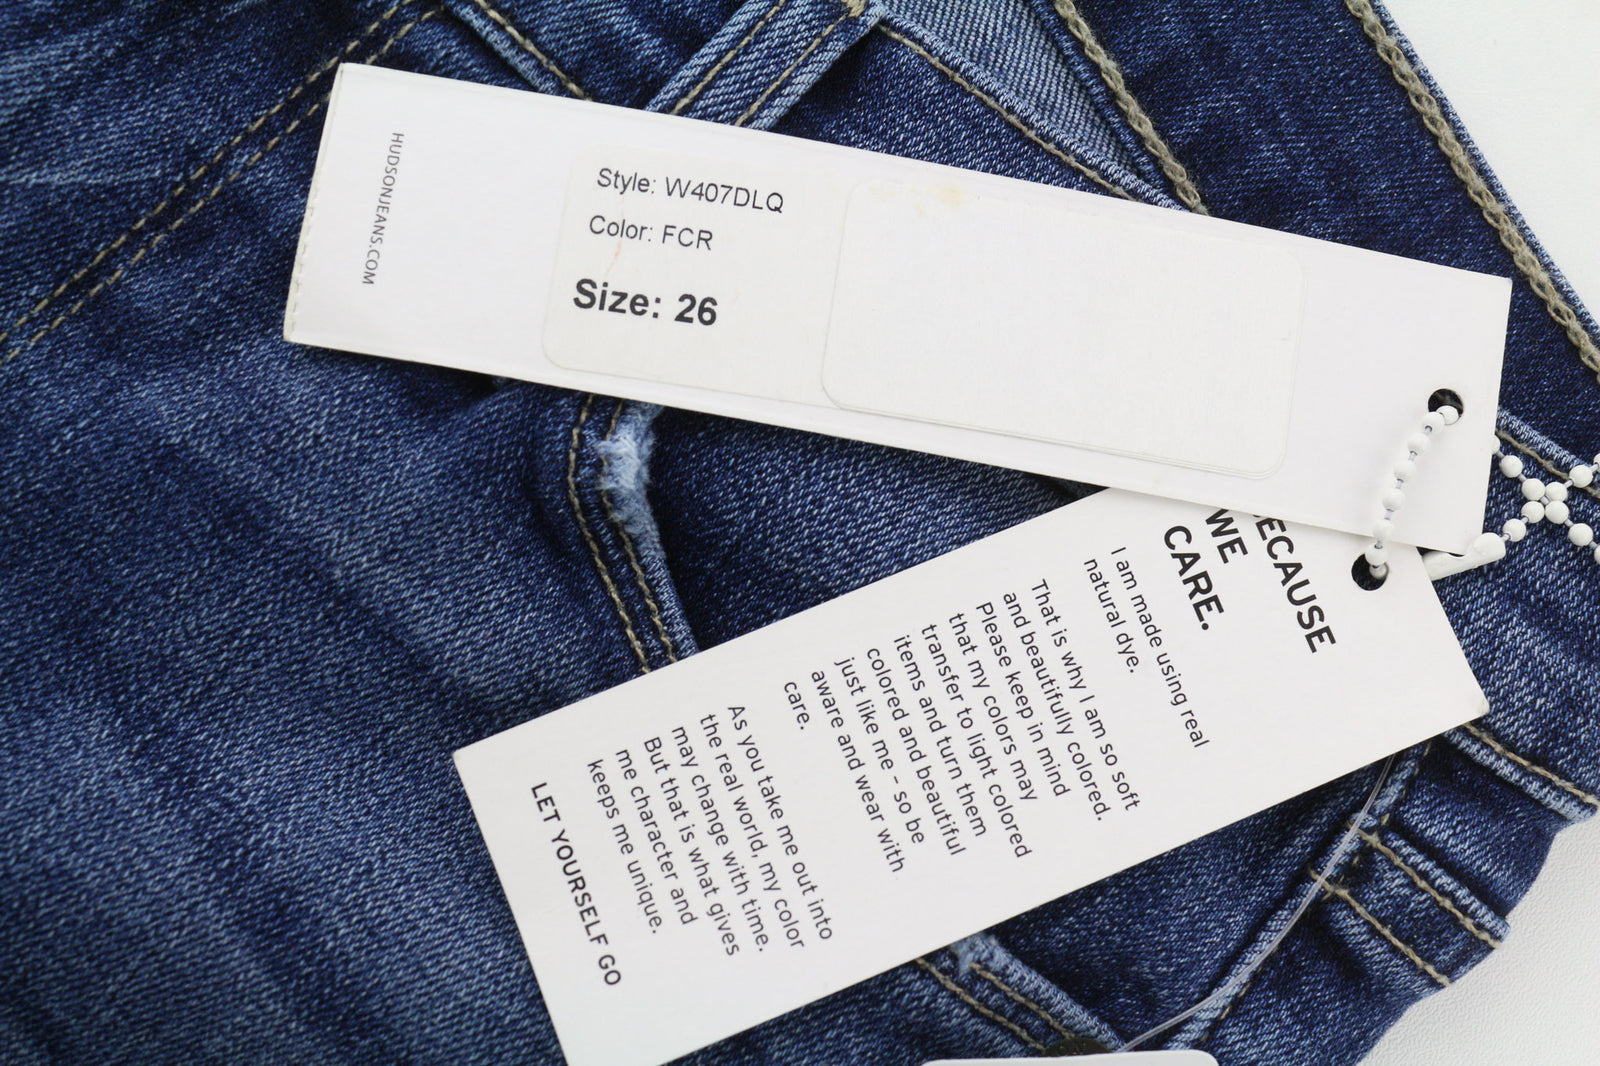 HUDSONJEANS.COM
Style: W407DLQ
Color: FCR
Size: 26
BECAUSE
WE
CARE.
I am made using real
natural dye.
That is why I am so soft
and beautifully colored.
Please keep in mind
that my colors may
transfer to light colored
items and turn them
colored and beautiful
just like me - so be
aware and wear with
care.
As you take me out into
the real world, my color
may change with time.
But that is what gives
me character and
keeps me unique.
LET YOURSELF GO